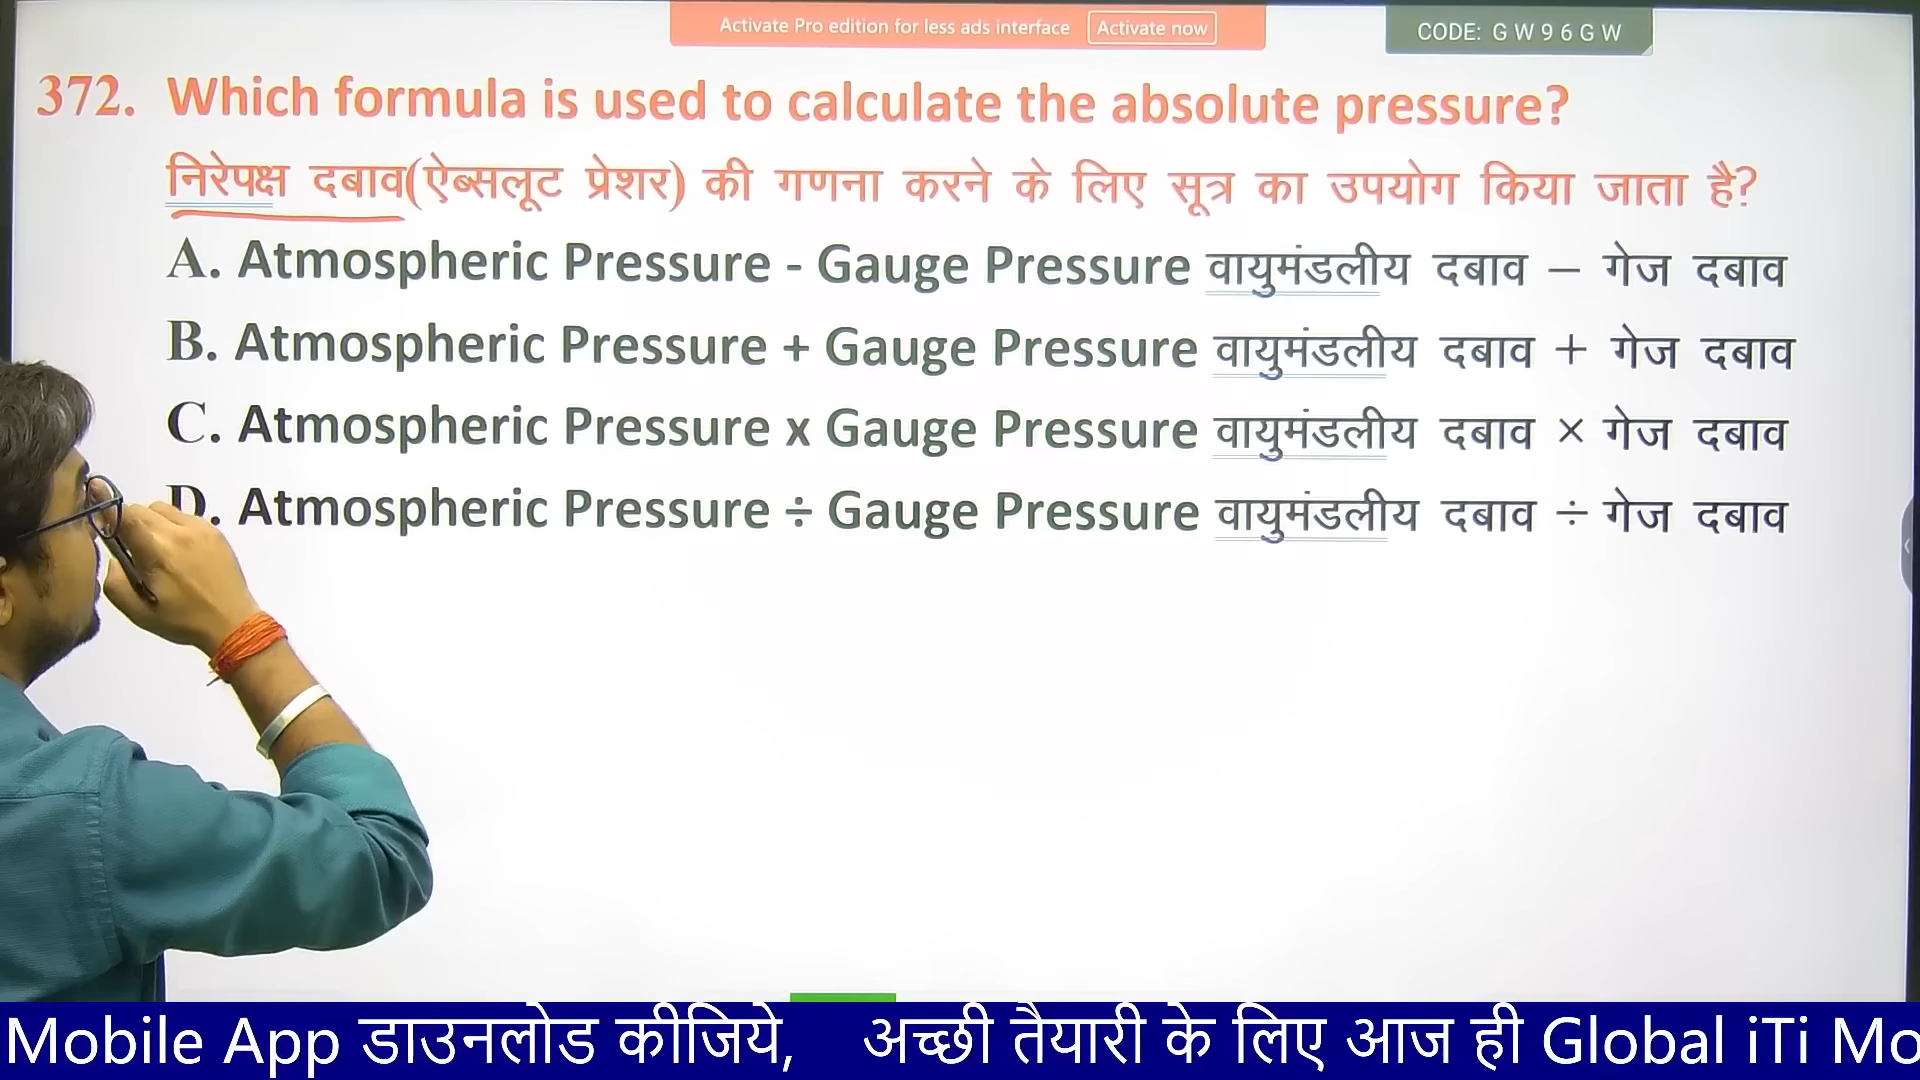 Activate Pro edition for less ads interface Activate now
CODE: G W 9 6 G W
372. Which formula is used to calculate the absolute pressure?
निरेपक्ष दबाव(ऐब्सलूट प्रेशर) की गणना करने के लिए सूत्र का उपयोग किया जाता है?
A. Atmospheric Pressure - Gauge Pressure वायुमंडलीय दबाव – गेज दबाव
B. Atmospheric Pressure + Gauge Pressure वायुमंडलीय दबाव + गेज दबाव
C. Atmospheric Pressure x Gauge Pressure वायुमंडलीय दबाव × गेज दबाव
D. Atmospheric Pressure ÷ Gauge Pressure वायुमंडलीय दबाव ÷ गेज दबाव
Mobile App डाउनलोड कीजिये, अच्छी तैयारी के लिए आज ही Global iTi Mo